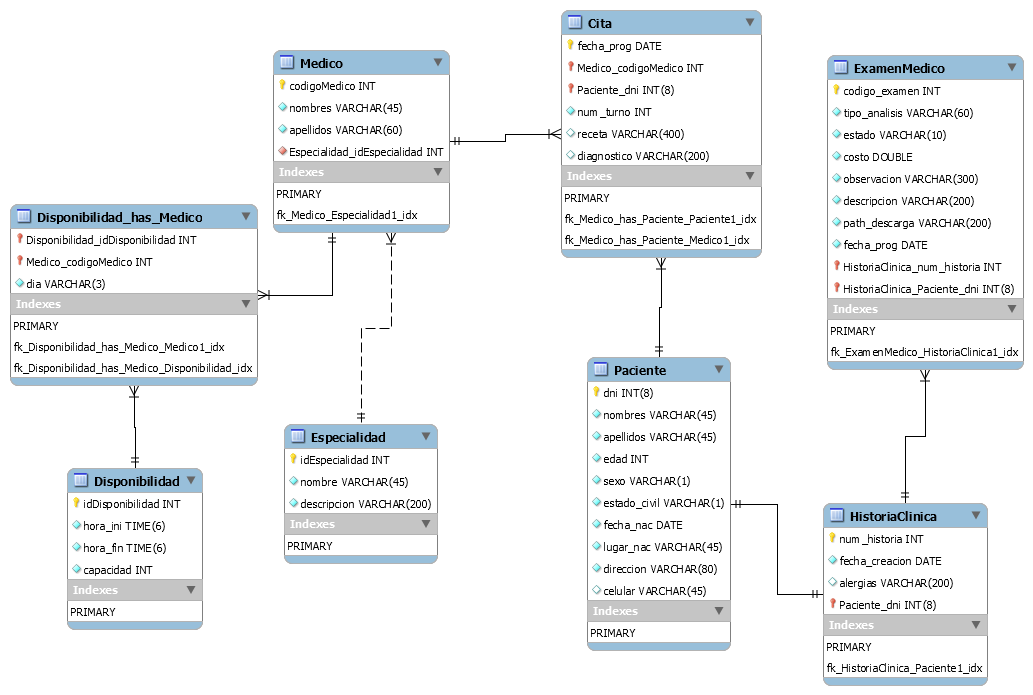 Cita
fecha_prog DATE
Medico_codigoMedico INT
Paciente_dni INT(8)
num_turno INT
receta VARCHAR(400)
diagnostico VARCHAR(200)
Indexes
PRIMARY
fk_Medico_has_Paciente_Paciente1_idx
fk_Medico_has_Paciente_Medico1_idx
Medico
codigoMedico INT
nombres VARCHAR(45)
apellidos VARCHAR(60)
Especialidad_idEspecialidad INT
Indexes
PRIMARY
fk_Medico_Especialidad1_idx
ExamenMedico
codigo_examen INT
tipo_analisis VARCHAR(60)
estado VARCHAR(10)
costo DOUBLE
observacion VARCHAR(300)
descripcion VARCHAR(200)
path_descarga VARCHAR(200)
fecha_prog DATE
HistoriaClinica_num_historia INT
HistoriaClinica_Paciente_dni INT(8)
Indexes
PRIMARY
fk_ExamenMedico_HistoriaClinica1_idx
Disponibilidad_has_Medico
Disponibilidad_idDisponibilidad INT
Medico_codigoMedico INT
dia VARCHAR(3)
Indexes
PRIMARY
fk_Disponibilidad_has_Medico_Medico1_idx
fk_Disponibilidad_has_Medico_Disponibilidad_idx
Paciente
dni INT(8)
nombres VARCHAR(45)
apellidos VARCHAR(45)
edad INT
sexo VARCHAR(1)
estado_civil VARCHAR(1)
fecha_nac DATE
lugar_nac VARCHAR(45)
direccion VARCHAR(80)
celular VARCHAR(45)
Indexes
PRIMARY
Especialidad
idEspecialidad INT
nombre VARCHAR(45)
descripcion VARCHAR(200)
Indexes
PRIMARY
Disponibilidad
idDisponibilidad INT
hora_ini TIME(6)
hora_fin TIME(6)
capacidad INT
Indexes
PRIMARY
HistoriaClinica
num_historia INT
fecha_creacion DATE
alergias VARCHAR(200)
Paciente_dni INT(8)
Indexes
PRIMARY
fk_HistoriaClinica_Paciente1_idx